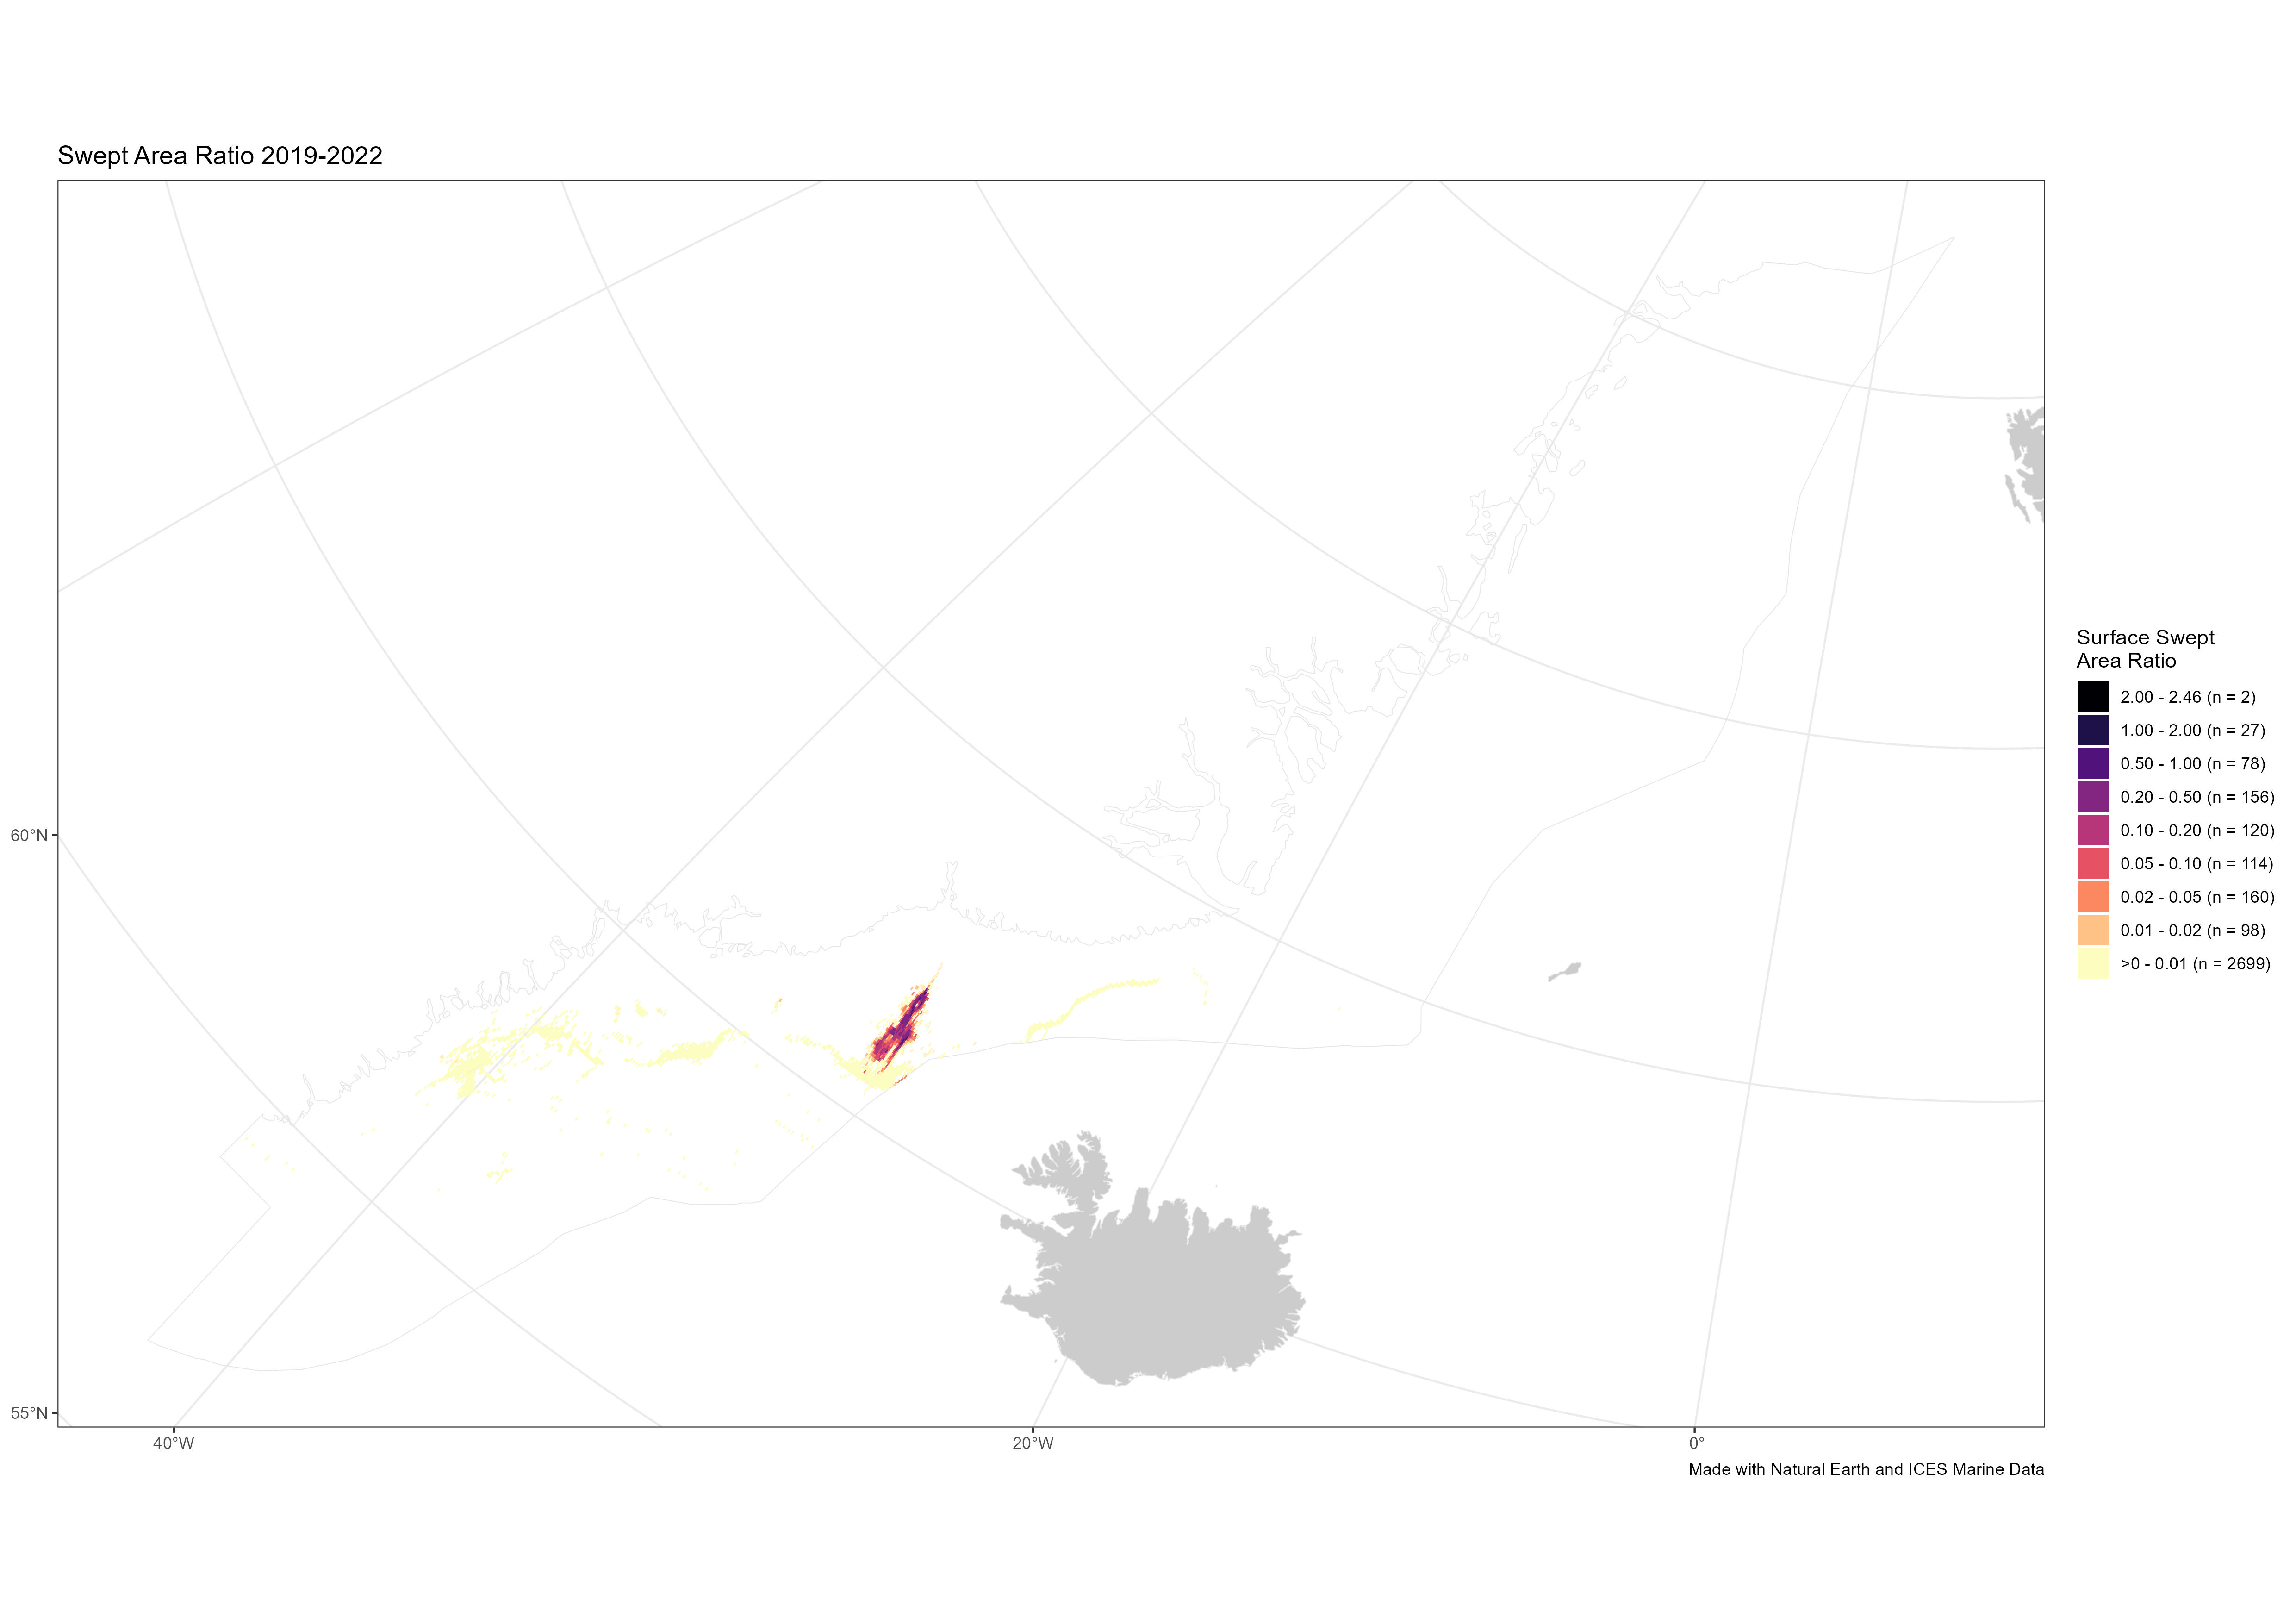 Swept Area Ratio 2019-2022
Surface Swept
Area Ratio
2.00 - 2.46 (n = 2)
1.00 - 2.00 (n = 27)
0.50 - 1.00 (n = 78)
0.20 - 0.50 (n = 156)
0.10 - 0.20 (n = 120)
0.05 - 0.10 (n = 114)
0.02 - 0.05 (n = 160)
0.01 - 0.02 (n = 98)
>0 - 0.01 (n = 2699)
60°N
55°N
40°W
20°W
0°
Made with Natural Earth and ICES Marine Data